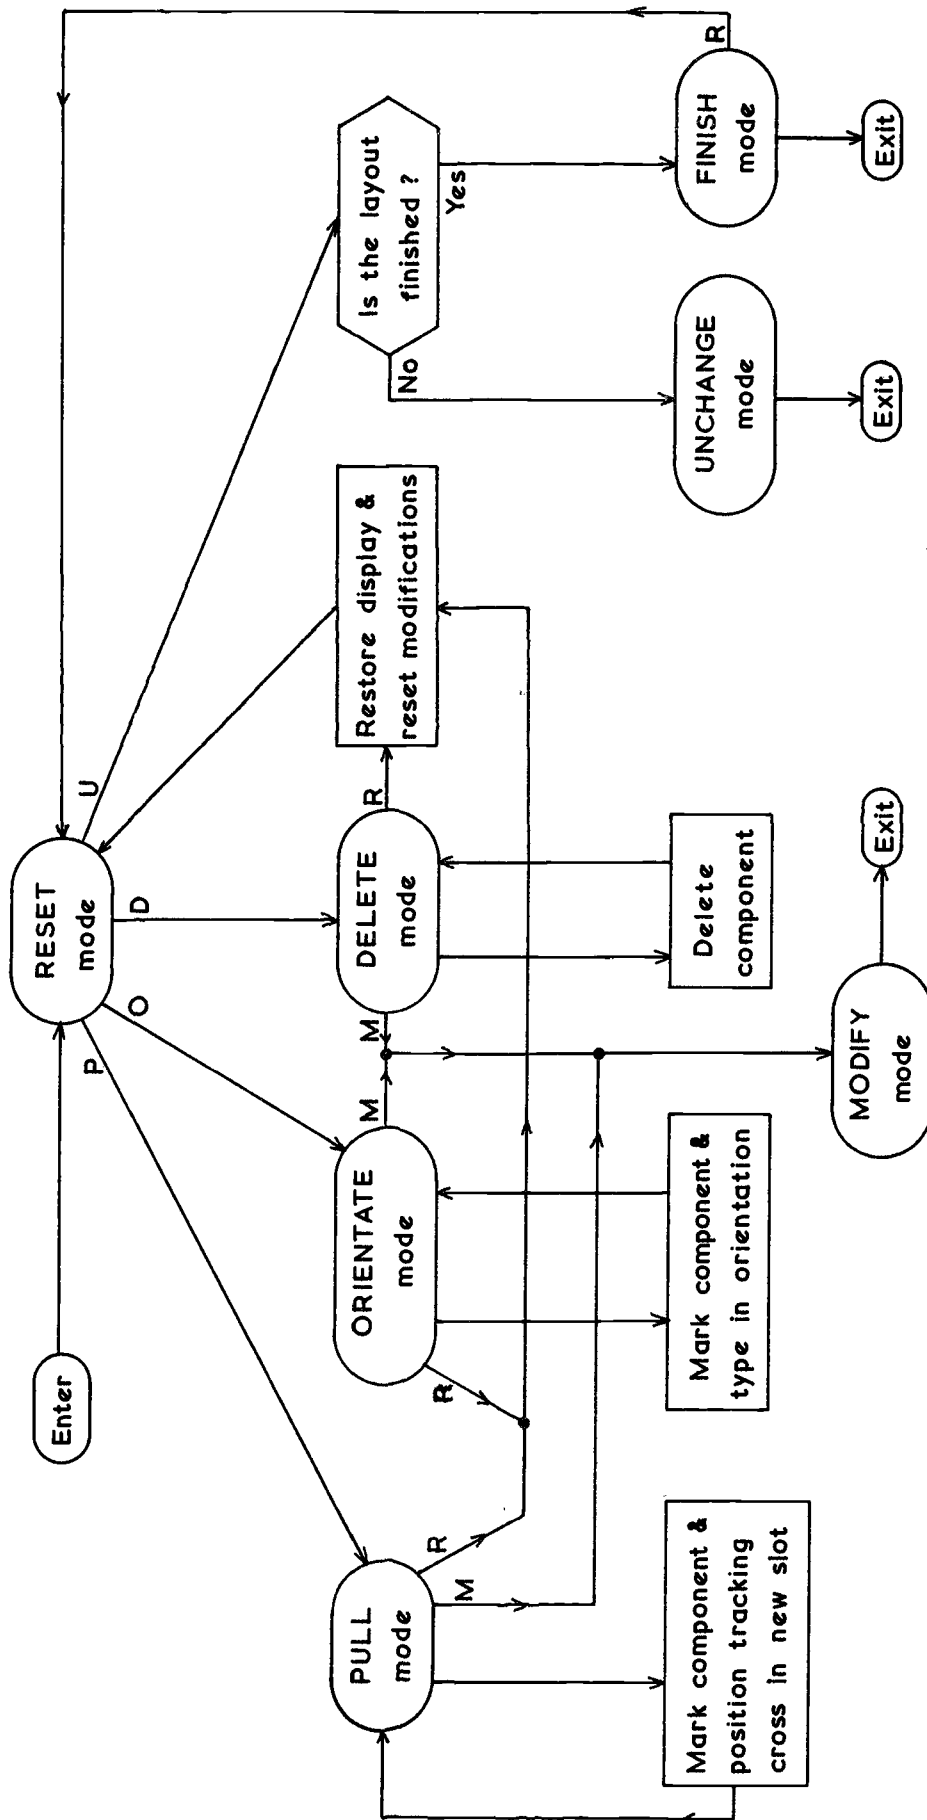 Enter
RESET
mode
P
O
D
U
R
PULL
mode
R
M
ORIENTATE
mode
R
M
DELETE
mode
M
R
Restore display &
reset modifications
Is the layout
finished ?
No
Yes
Mark component &
position tracking
cross in new slot
Mark component &
type in orientation
Delete
component
UNCHANGE
mode
FINISH
mode
MODIFY
mode
Exit
Exit
Exit